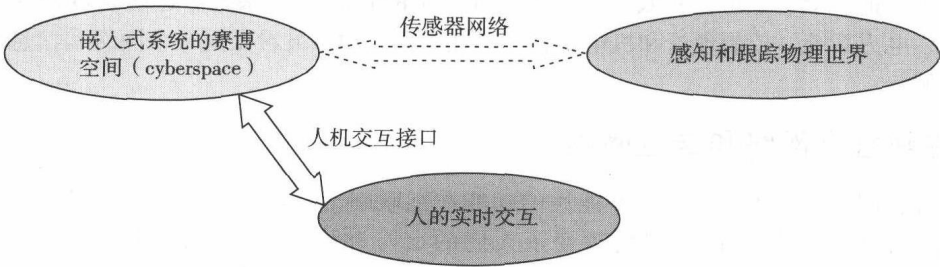 传感器网络
嵌入式系统的赛博
空间（cyberspace）
感知和跟踪物理世界
人机交互接口
人的实时交互